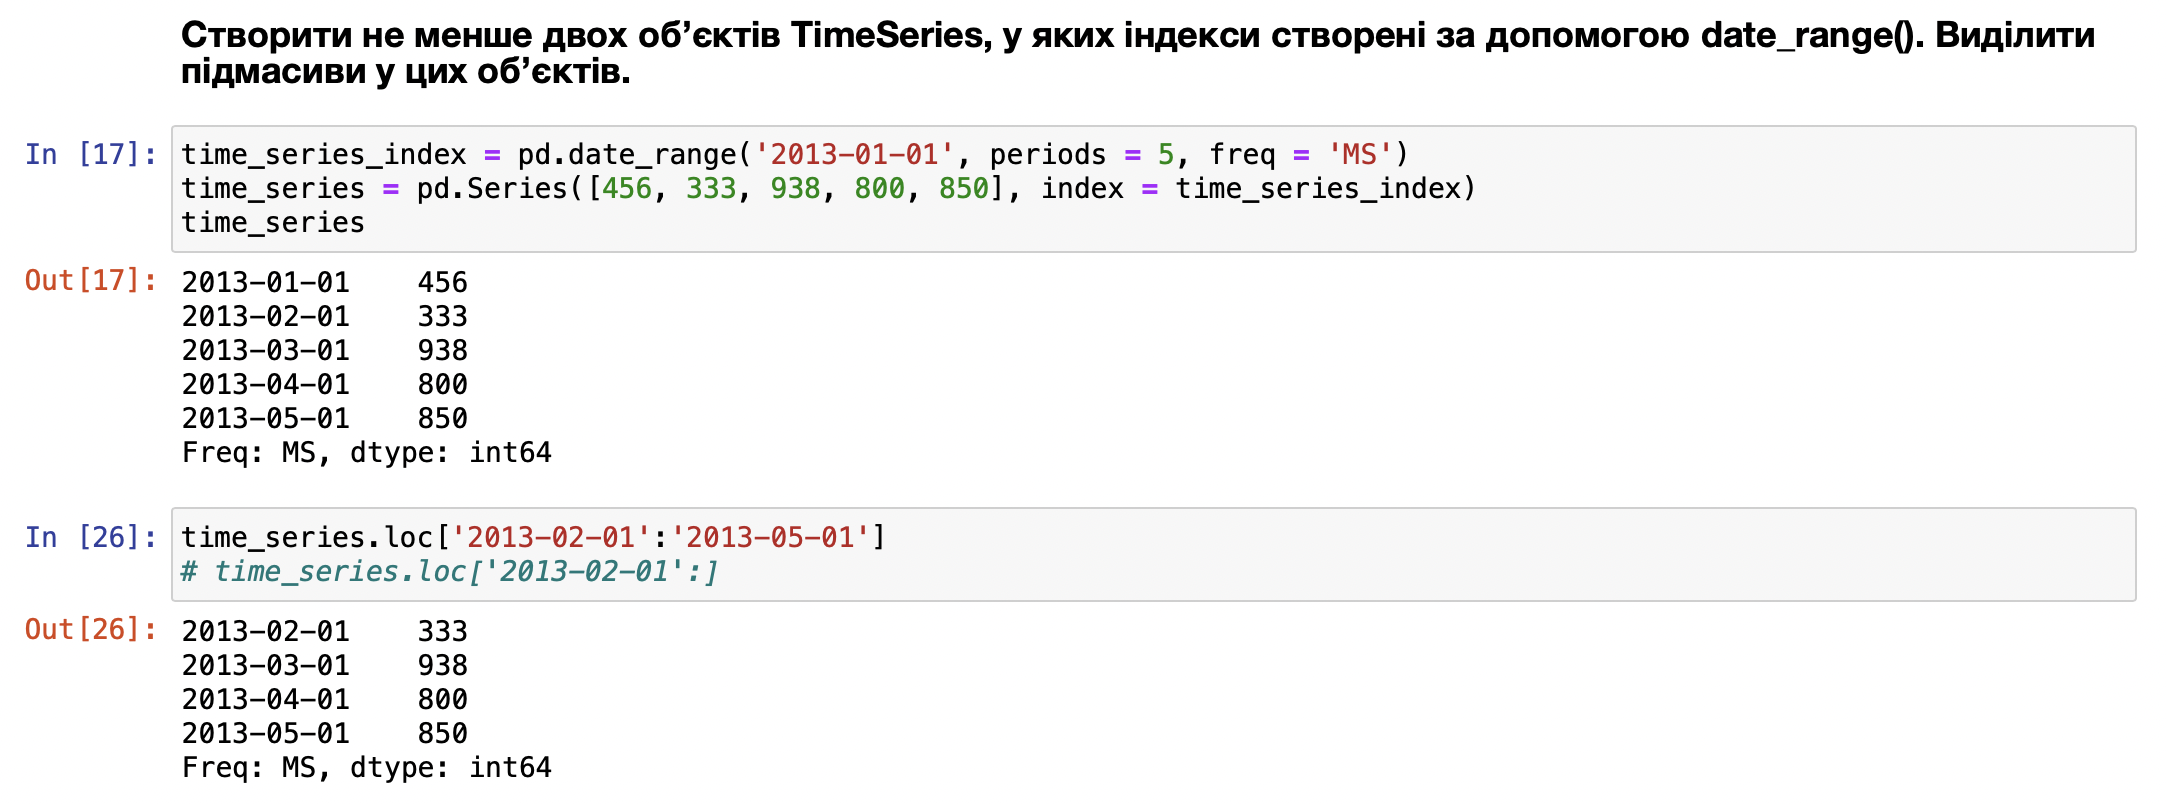 Створити не менше двох об’єктів TimeSeries, у яких індекси створені за допомогою date_range(). Виділити
підмасиви у цих об’єктів.
In [17]: time_series_index = pd.date_range('2013-01-01', periods = 5, freq = 'MS')
time_series = pd.Series([456, 333, 938, 800, 850], index = time_series_index)
time_series
Out[17]: 2013-01-01    456
2013-02-01    333
2013-03-01    938
2013-04-01    800
2013-05-01    850
Freq: MS, dtype: int64
In [26]: time_series.loc['2013-02-01':'2013-05-01']
# time_series.loc['2013-02-01':]
Out[26]: 2013-02-01    333
2013-03-01    938
2013-04-01    800
2013-05-01    850
Freq: MS, dtype: int64